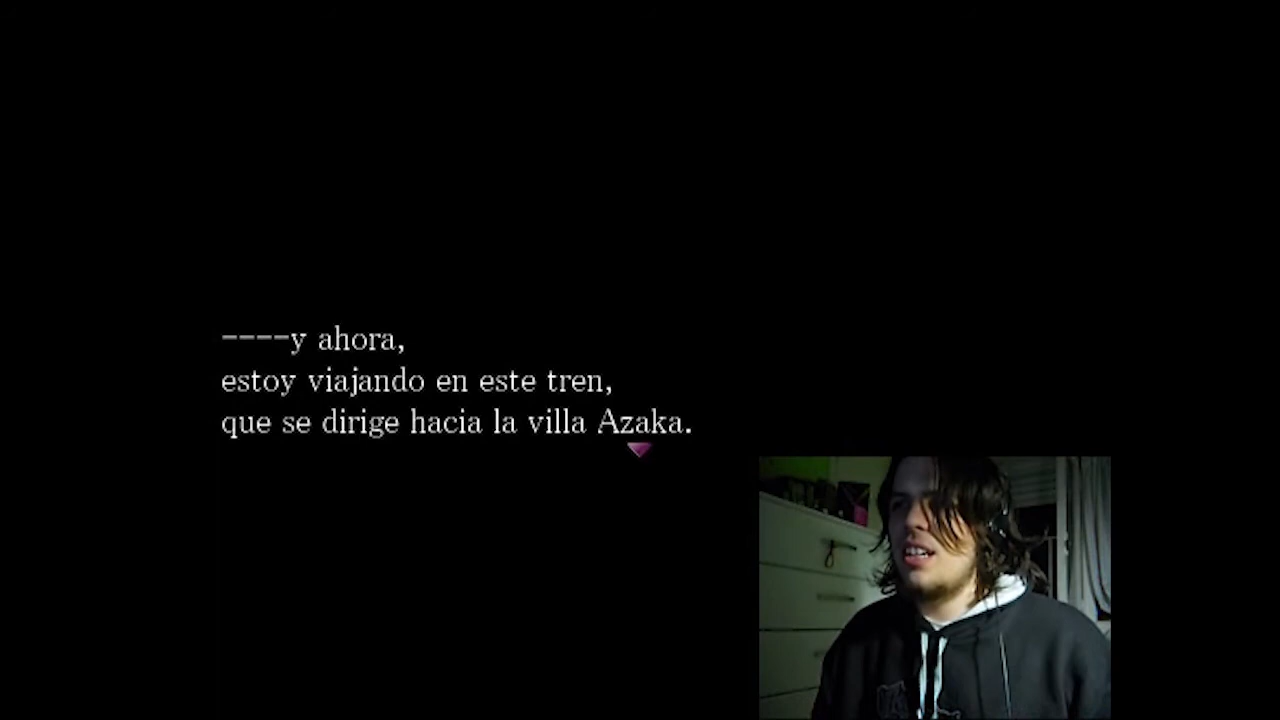 ----y ahora,
estoy viajando en este tren,
que se dirige hacia la villa Azaka.